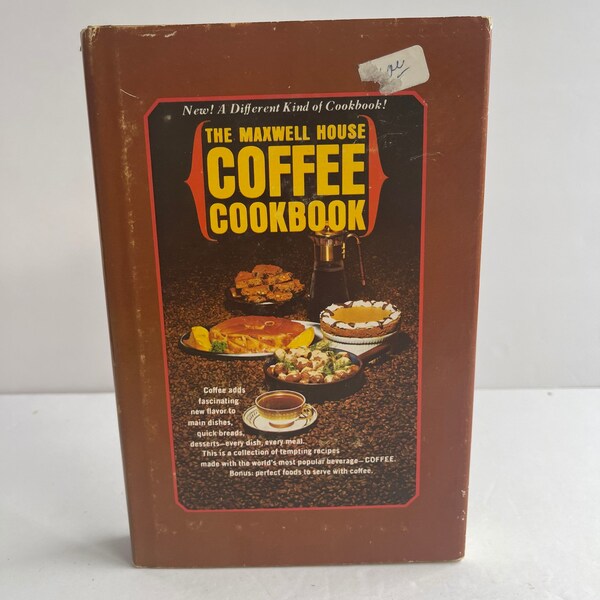 New! A Different Kind of Cookbook!
THE MAXWELL HOUSE
COFFEE
COOKBOOK
Coffee adds
fascinating
new flavor to
main dishes,
quick breads,
desserts—every dish, every meal.
This is a collection of tempting recipes
made with the world's most popular beverage—COFFEE.
Bonus: perfect foods to serve with coffee.